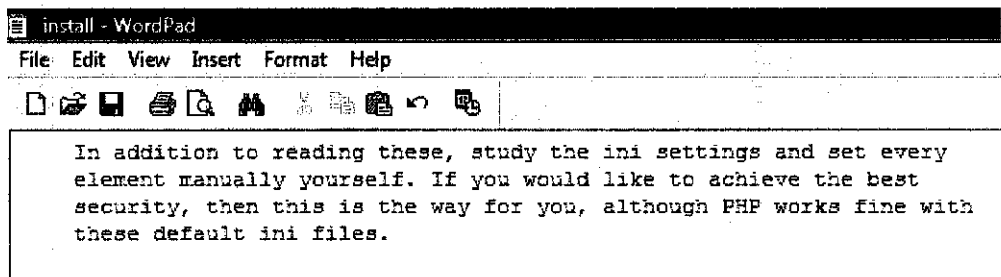 install - WordPad
File Edit View Insert Format Help
In addition to reading these, study the ini settings and set every
element manually yourself. If you would like to achieve the best
security, then this is the way for you, although PHP works fine with
these default ini files.